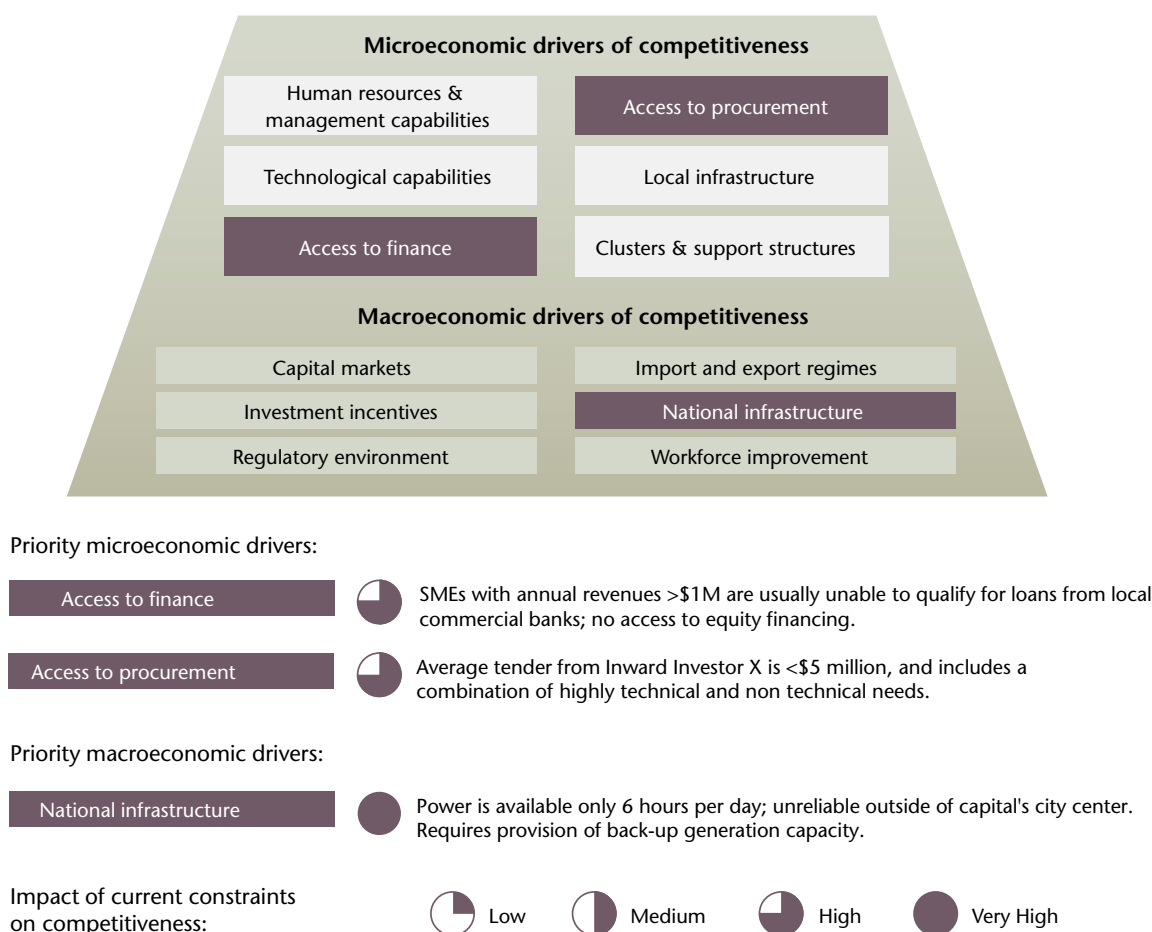 Microeconomic drivers of competitiveness
Human resources &
management capabilities
Access to procurement
Technological capabilities
Local infrastructure
Access to finance
Clusters & support structures
Macroeconomic drivers of competitiveness
Capital markets
Import and export regimes
Investment incentives
National infrastructure
Regulatory environment
Workforce improvement
Priority microeconomic drivers:
Access to finance
SMEs with annual revenues >$1M are usually unable to qualify for loans from local
commercial banks; no access to equity financing.
Access to procurement
Average tender from Inward Investor X is <$5 million, and includes a
combination of highly technical and non technical needs.
Priority macroeconomic drivers:
National infrastructure
Power is available only 6 hours per day; unreliable outside of capital's city center.
Requires provision of back-up generation capacity.
Impact of current constraints
on competitiveness:
Low
Medium
High
Very High